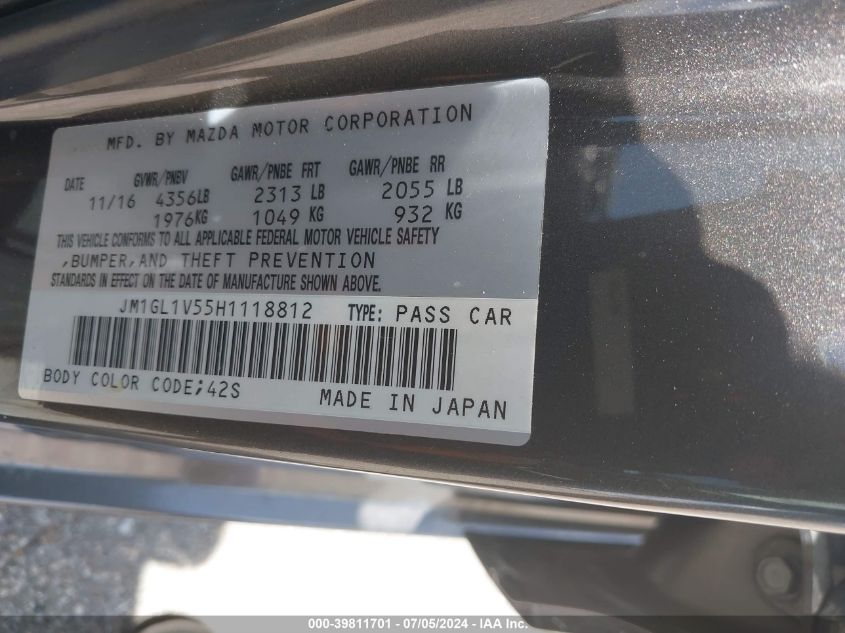 MFD. BY MAZDA MOTOR CORPORATION
DATE GVWR/PNBV GAWR/PNBE FRT GAWR/PNBE RR
11/16 4356LB 2313 LB 2055 LB
1976KG 1049 KG 932 KG
THIS VEHICLE CONFORMS TO ALL APPLICABLE FEDERAL MOTOR VEHICLE SAFETY
,BUMPER,AND THEFT PREVENTION
STANDARDS IN EFFECT ON THE DATE OF MANUFACTURE SHOWN ABOVE.
JM1GL1V55H1118812 TYPE: PASS CAR
BODY COLOR CODE;42S MADE IN JAPAN
000-39811701 - 07/05/2024 - IAA Inc.